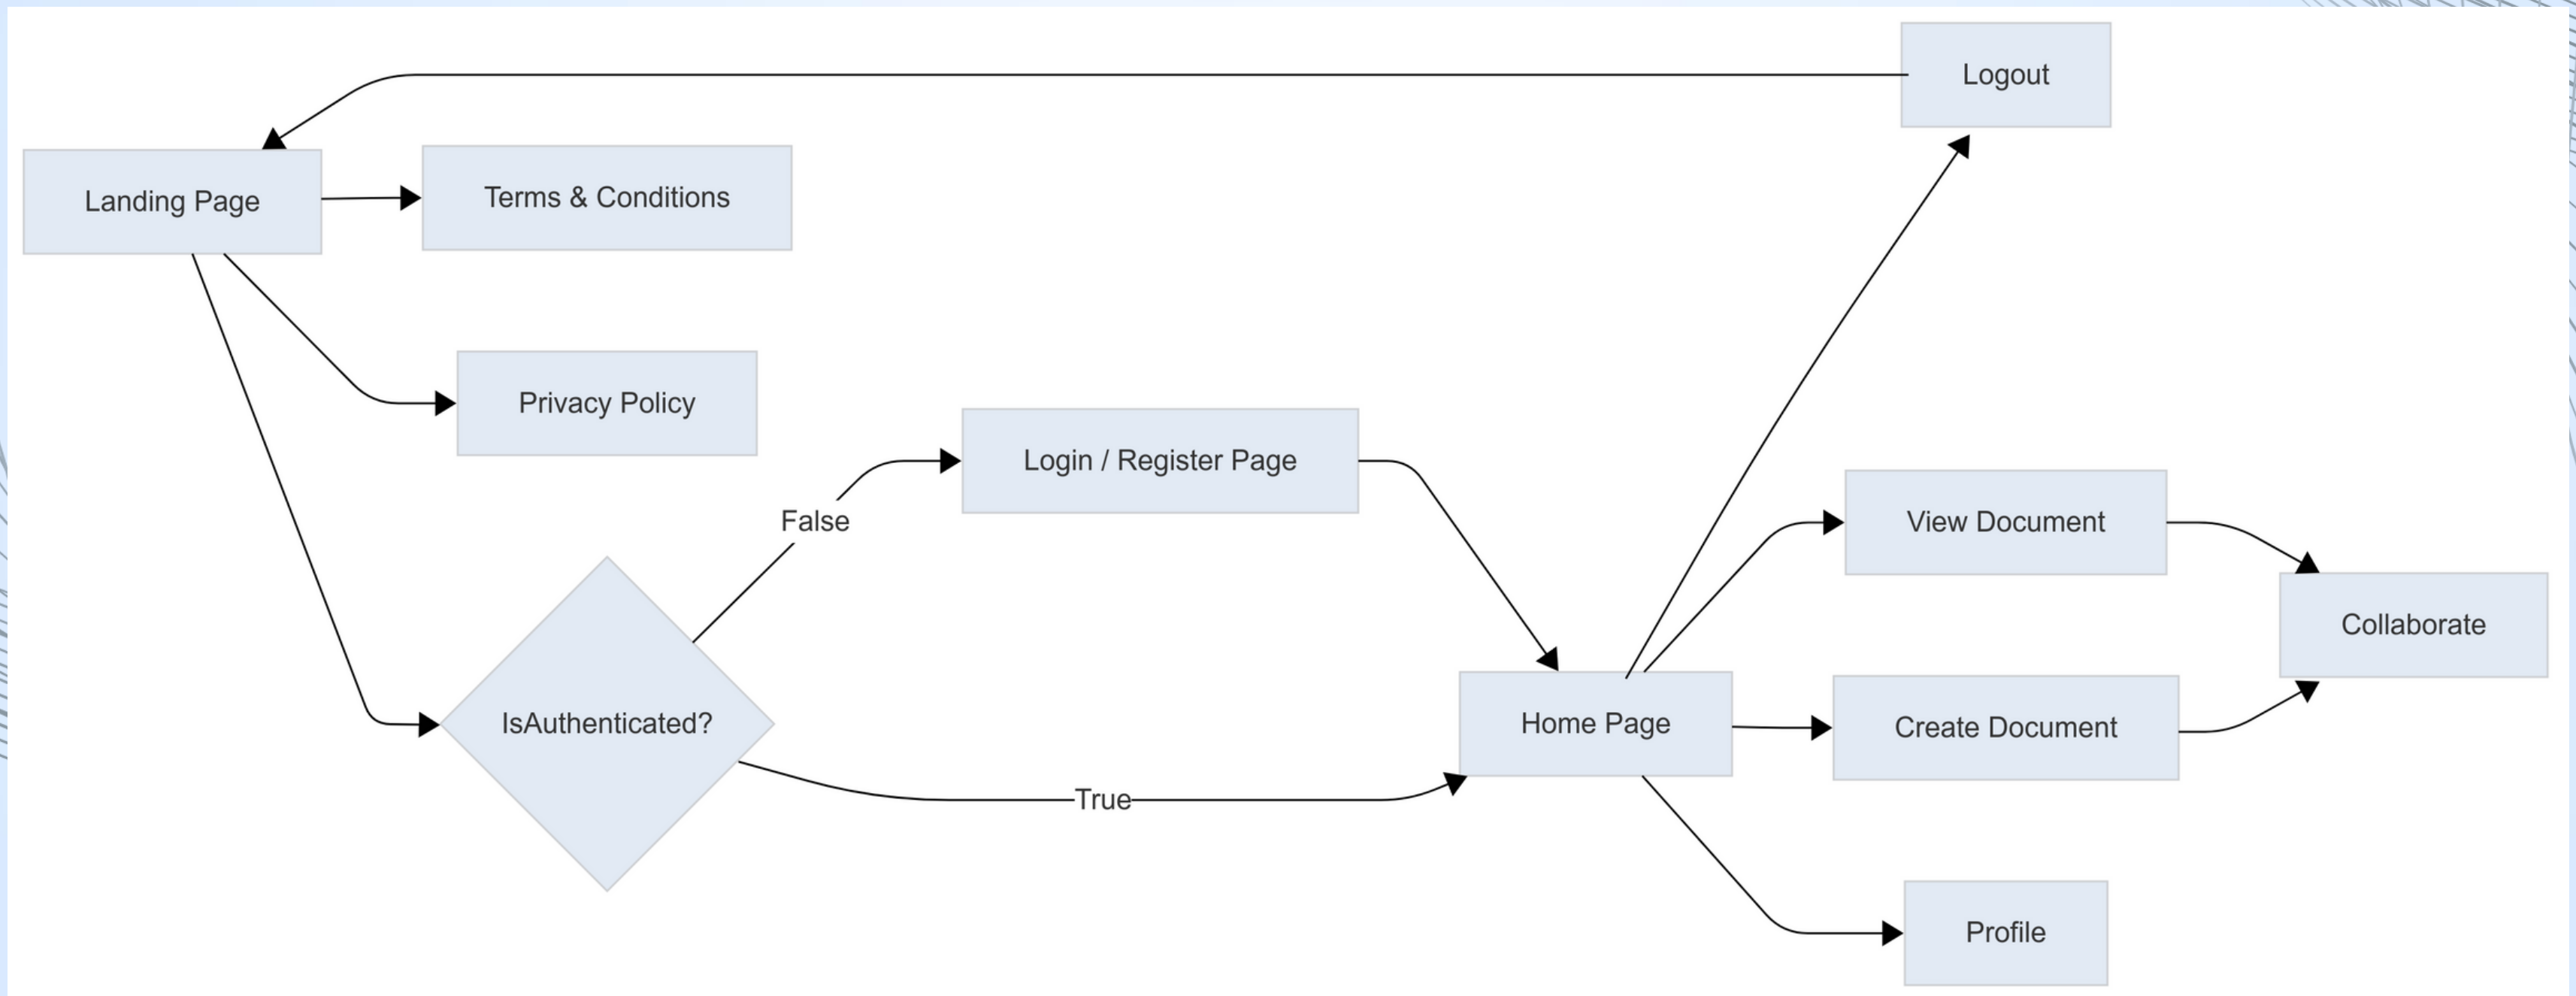 Logout
Landing Page
Terms & Conditions
Privacy Policy
Login / Register Page
False
View Document
Collaborate
IsAuthenticated?
Home Page
Create Document
True
Profile